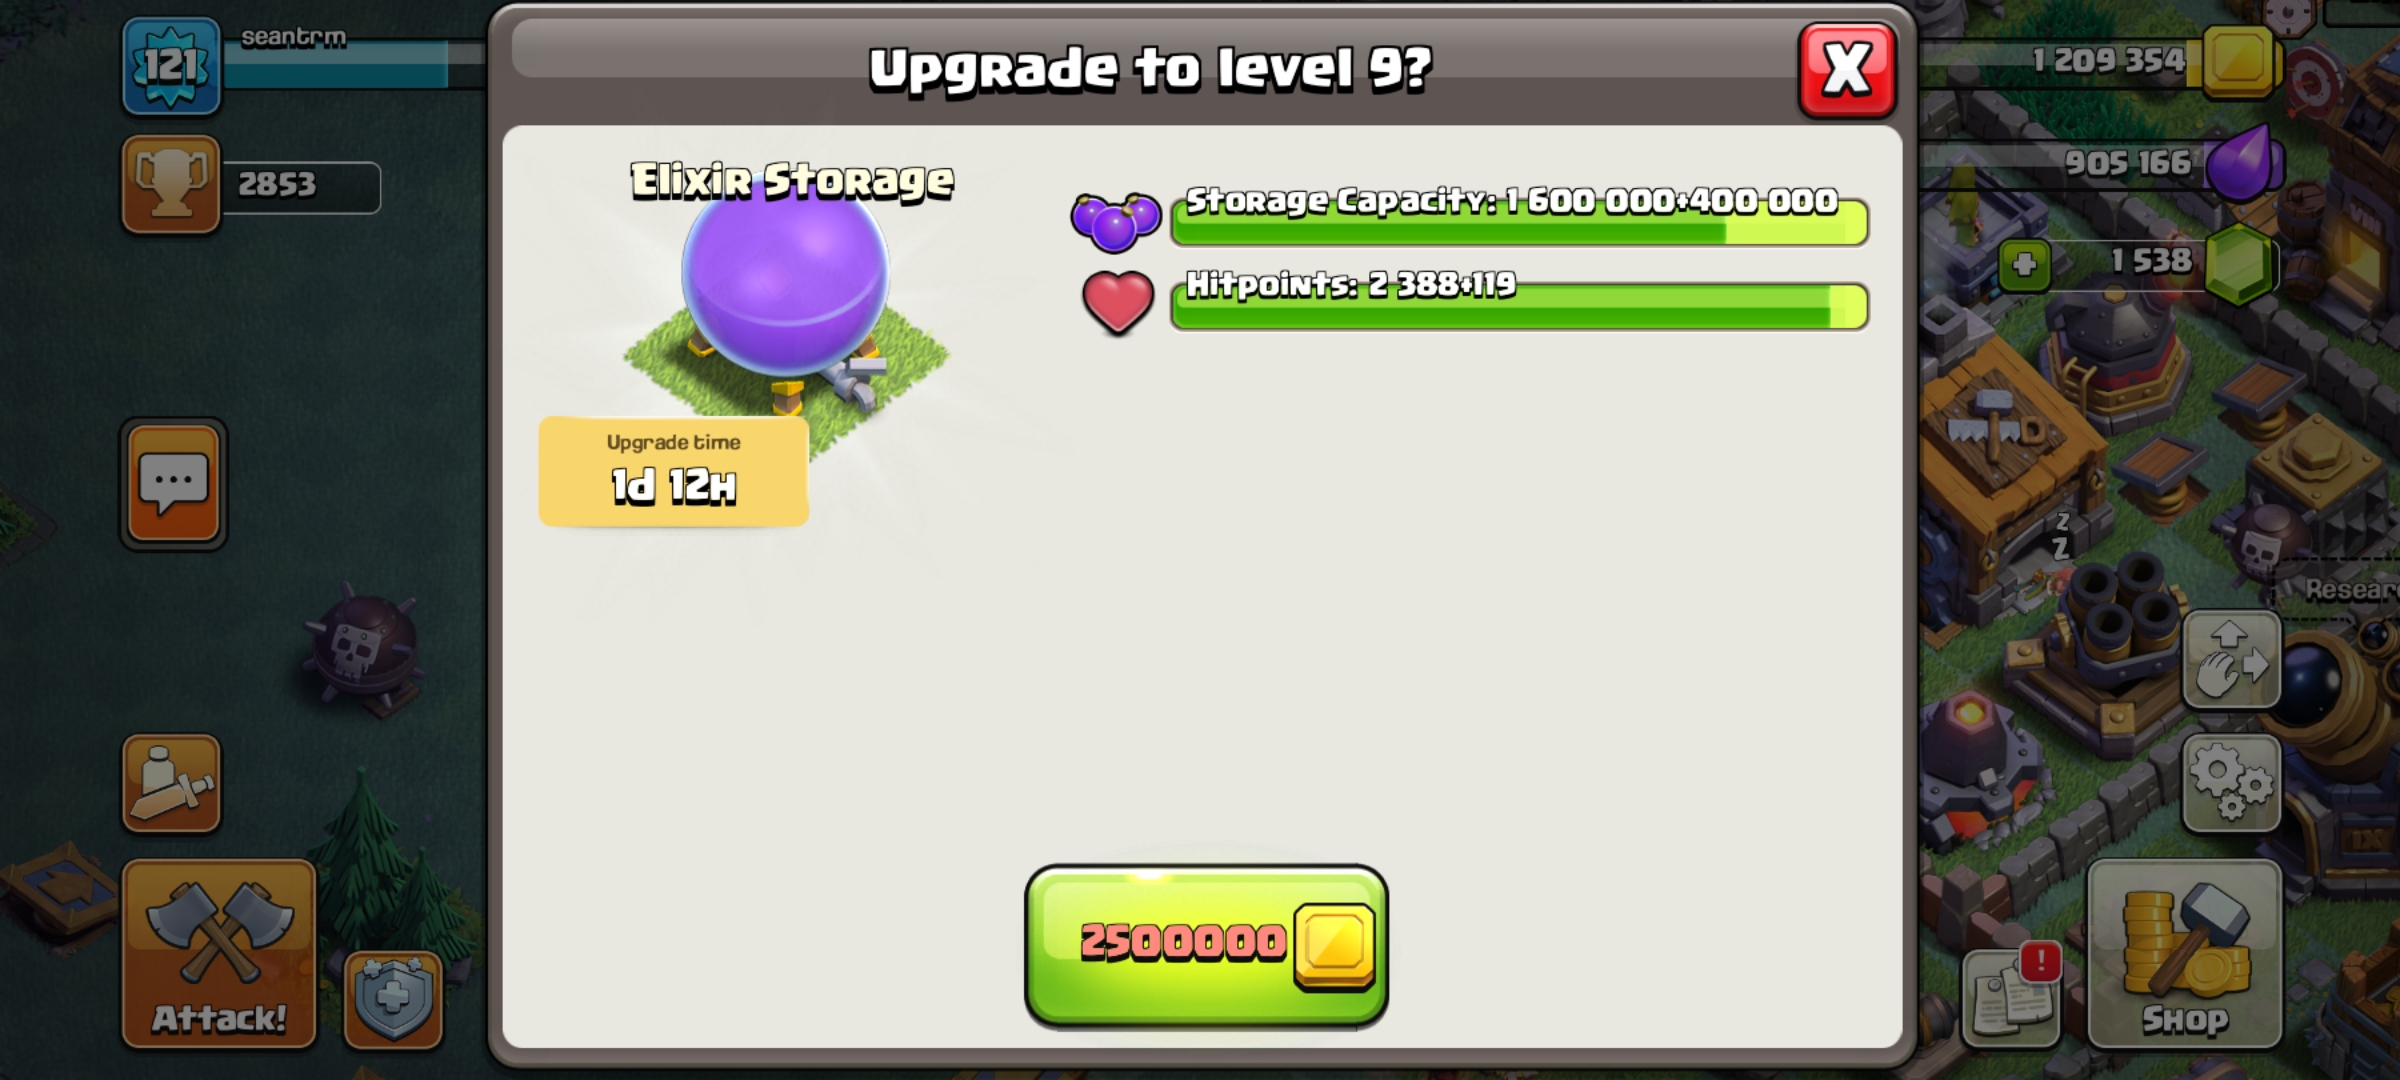 121
seantrm
2853
Upgrade to level 9?
X
1 209 354
905 166
1 538
Elixir Storage
Storage Capacity: 1 600 000+400 000
Hitpoints: 2 388+119
Upgrade time
1d 12H
z
z
2500000
Attack!
!
Shop